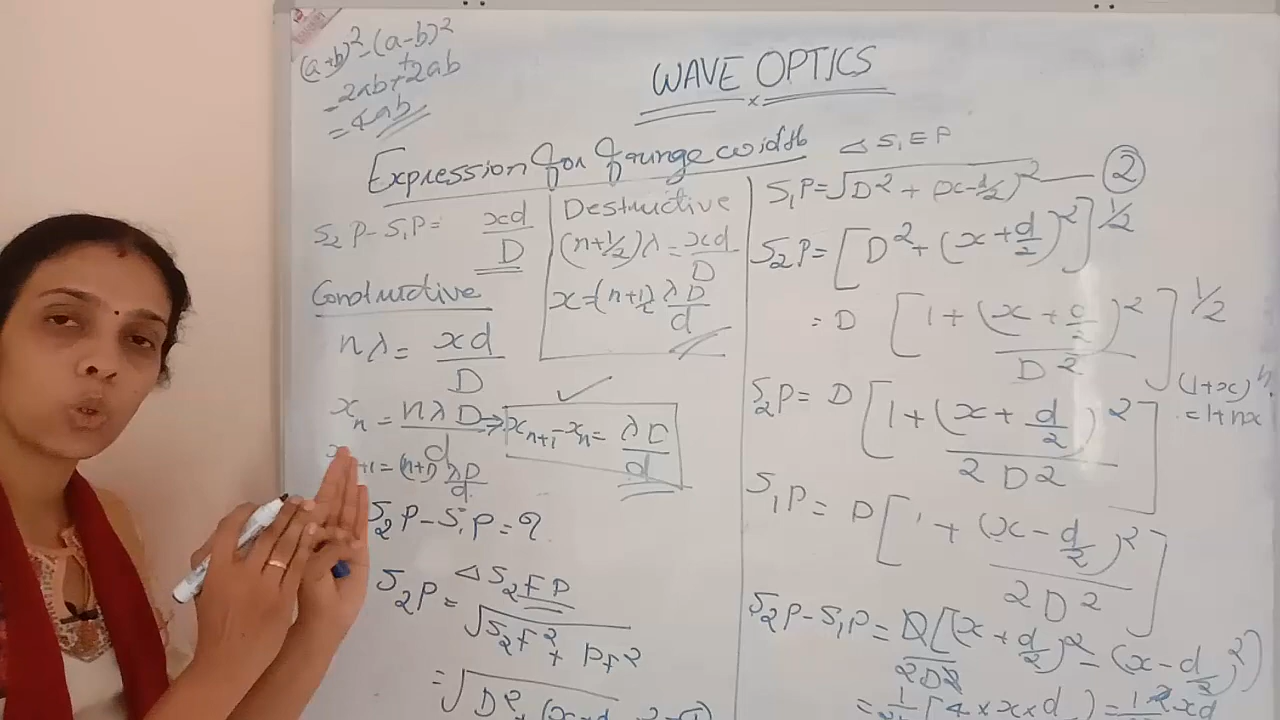 (a+b)² - (a-b)²
= 2ab + 2ab
= 4ab
WAVE OPTICS
Expression for fringe width
S₂P - S₁P = xd/D
Constructive
nλ = xd/D
xₙ = nλD/d → xₙ₊₁ - xₙ = λD/d
+1 = (n+1) λD/d
S₂P - S₁P = ?
△ S₂FP
S₂P = √S₂F² + PF²
= √D² + (x+d
Destructive
(n+½)λ = xd/D
x = (n+½) λD/d
△ S₁EP
S₁P = √D² + (x-½)² — ②
S₂P = [D² + (x + d/2)²]^1/2
= D [1 + (x + d/2)²/D²]^1/2
(1+x)ⁿ
= 1+nx
S₂P = D [1 + (x + d/2)²/2D²]
S₁P = D [1 + (x - d/2)²/2D²]
S₂P - S₁P = D/2D² [(x + d/2)² - (x - d/2)²]
[4 × x × d